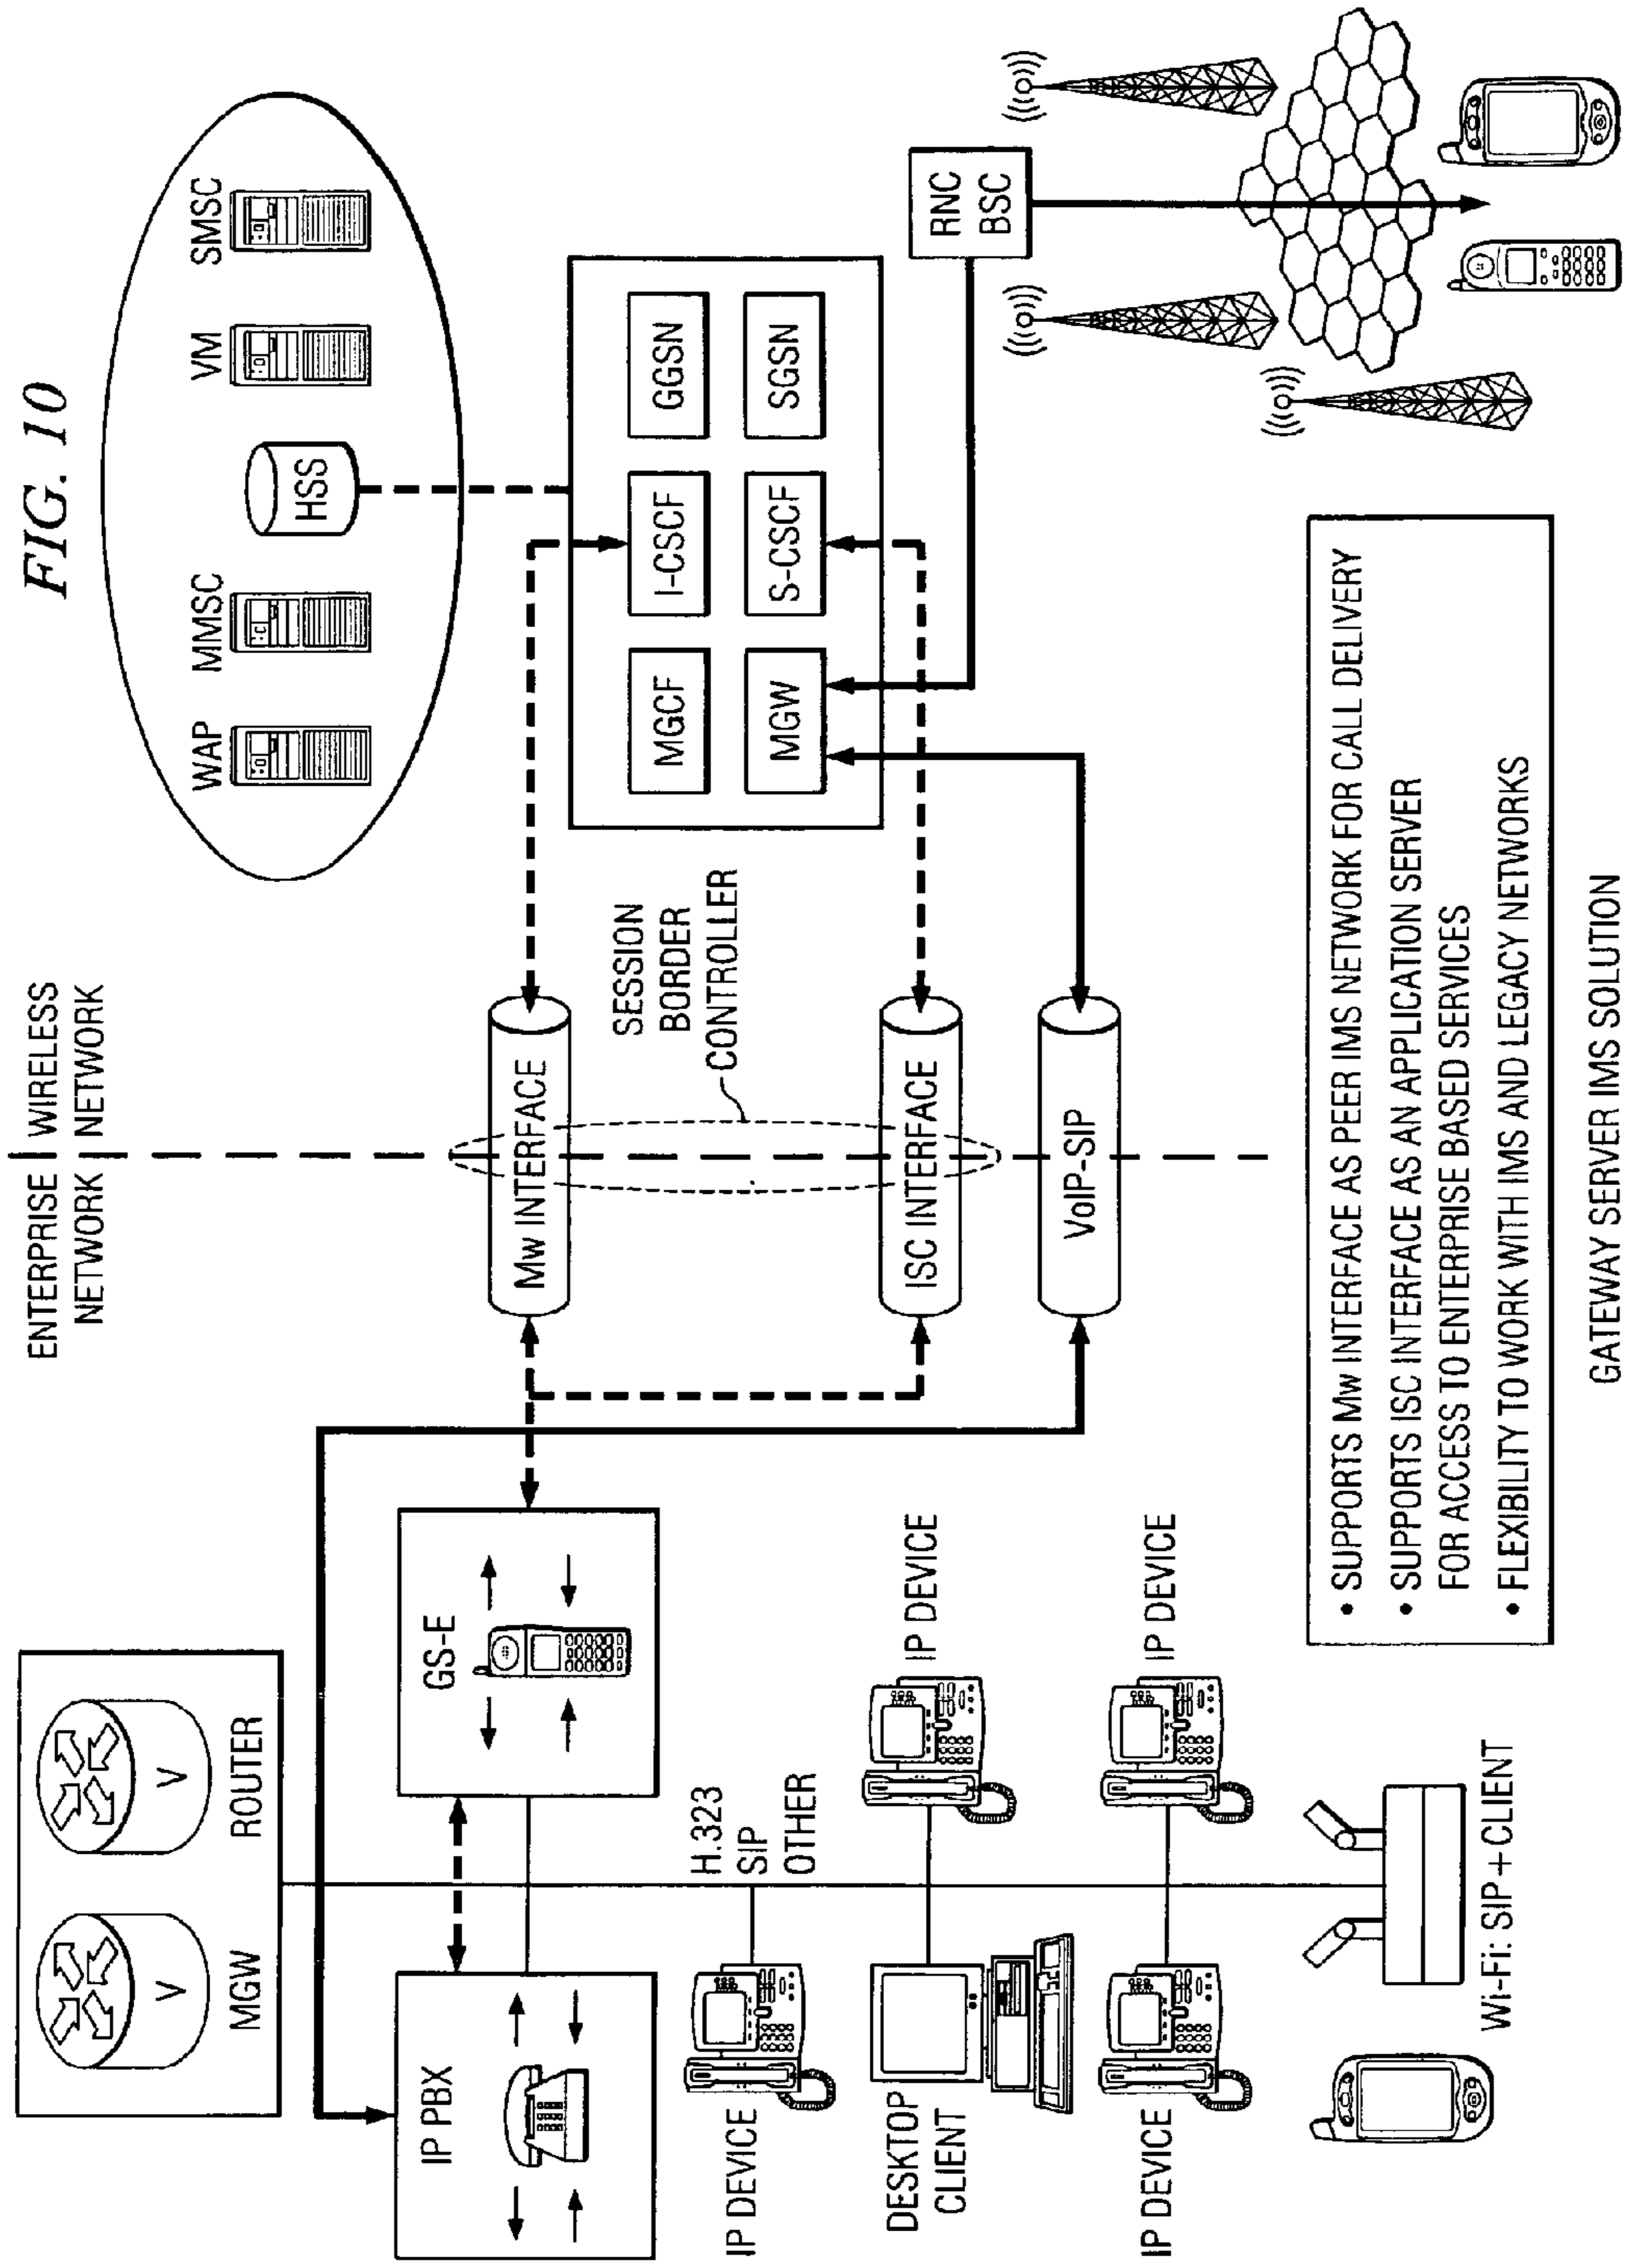 FIG. 10
ENTERPRISE
NETWORK
WIRELESS
NETWORK
MGW
ROUTER
V
V
WAP
MMSC
HSS
VM
SMSC
IP PBX
GS-E
Mw INTERFACE
SESSION
BORDER
CONTROLLER
MGCF
I-CSCF
GGSN
MGW
S-CSCF
SGSN
H.323
SIP
OTHER
IP DEVICE
ISC INTERFACE
RNC
BSC
DESKTOP
CLIENT
IP DEVICE
VoIP-SIP
IP DEVICE
IP DEVICE
Wi-Fi: SIP+CLIENT
• SUPPORTS Mw INTERFACE AS PEER IMS NETWORK FOR CALL DELIVERY
• SUPPORTS ISC INTERFACE AS AN APPLICATION SERVER
FOR ACCESS TO ENTERPRISE BASED SERVICES
• FLEXIBILITY TO WORK WITH IMS AND LEGACY NETWORKS
GATEWAY SERVER IMS SOLUTION